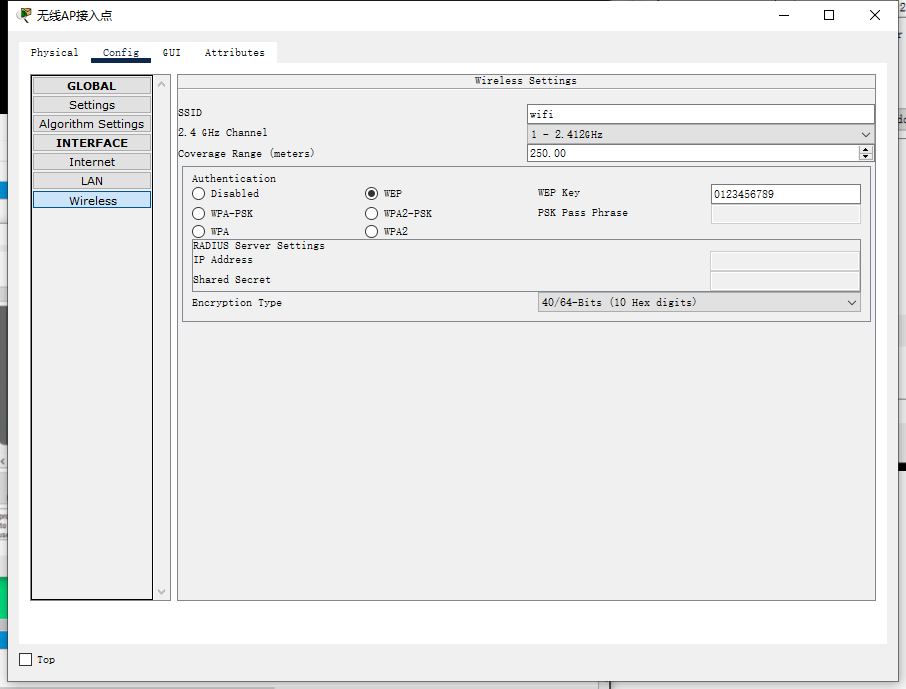 无线AP接入点
Physical Config GUI Attributes
GLOBAL
Settings
Algorithm Settings
INTERFACE
Internet
LAN
Wireless
Wireless Settings
SSID wifi
2.4 GHz Channel 1 - 2.412GHz
Coverage Range (meters) 250.00
Authentication
Disabled WEP WEP Key 0123456789
WPA-PSK WPA2-PSK PSK Pass Phrase
WPA WPA2
RADIUS Server Settings
IP Address
Shared Secret
Encryption Type 40/64-Bits (10 Hex digits)
Top